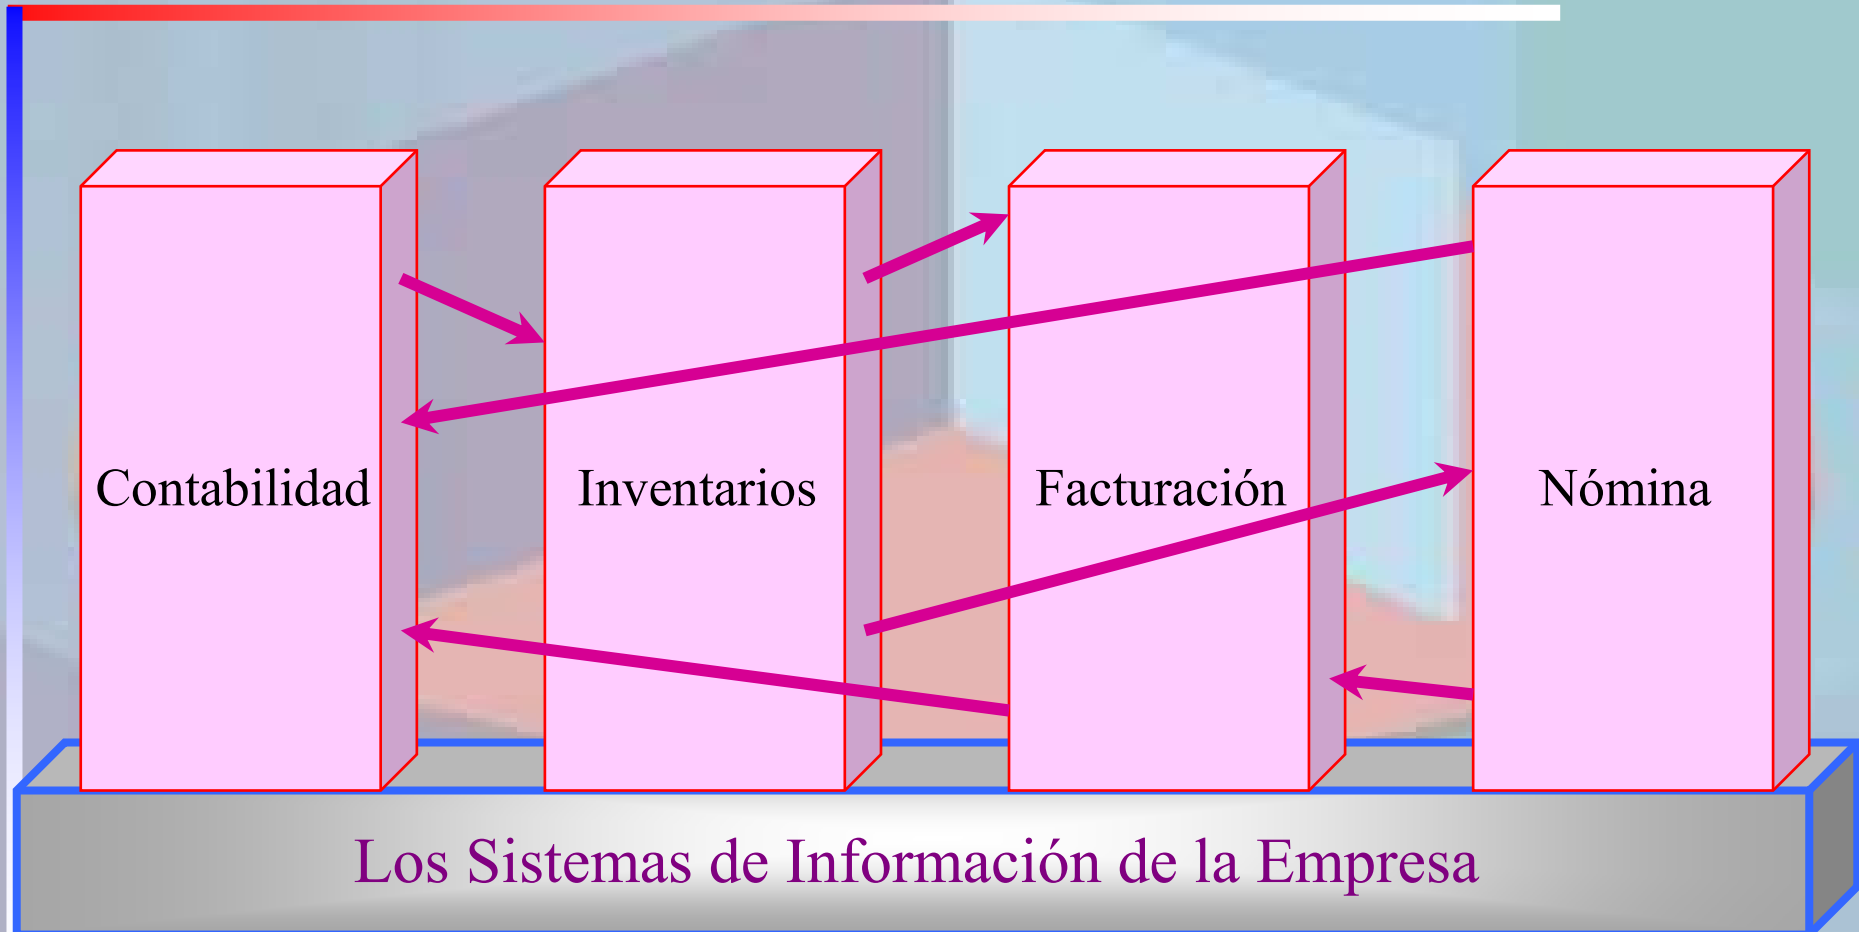 Contabilidad
Inventarios
Facturación
Nómina
Los Sistemas de Información de la Empresa